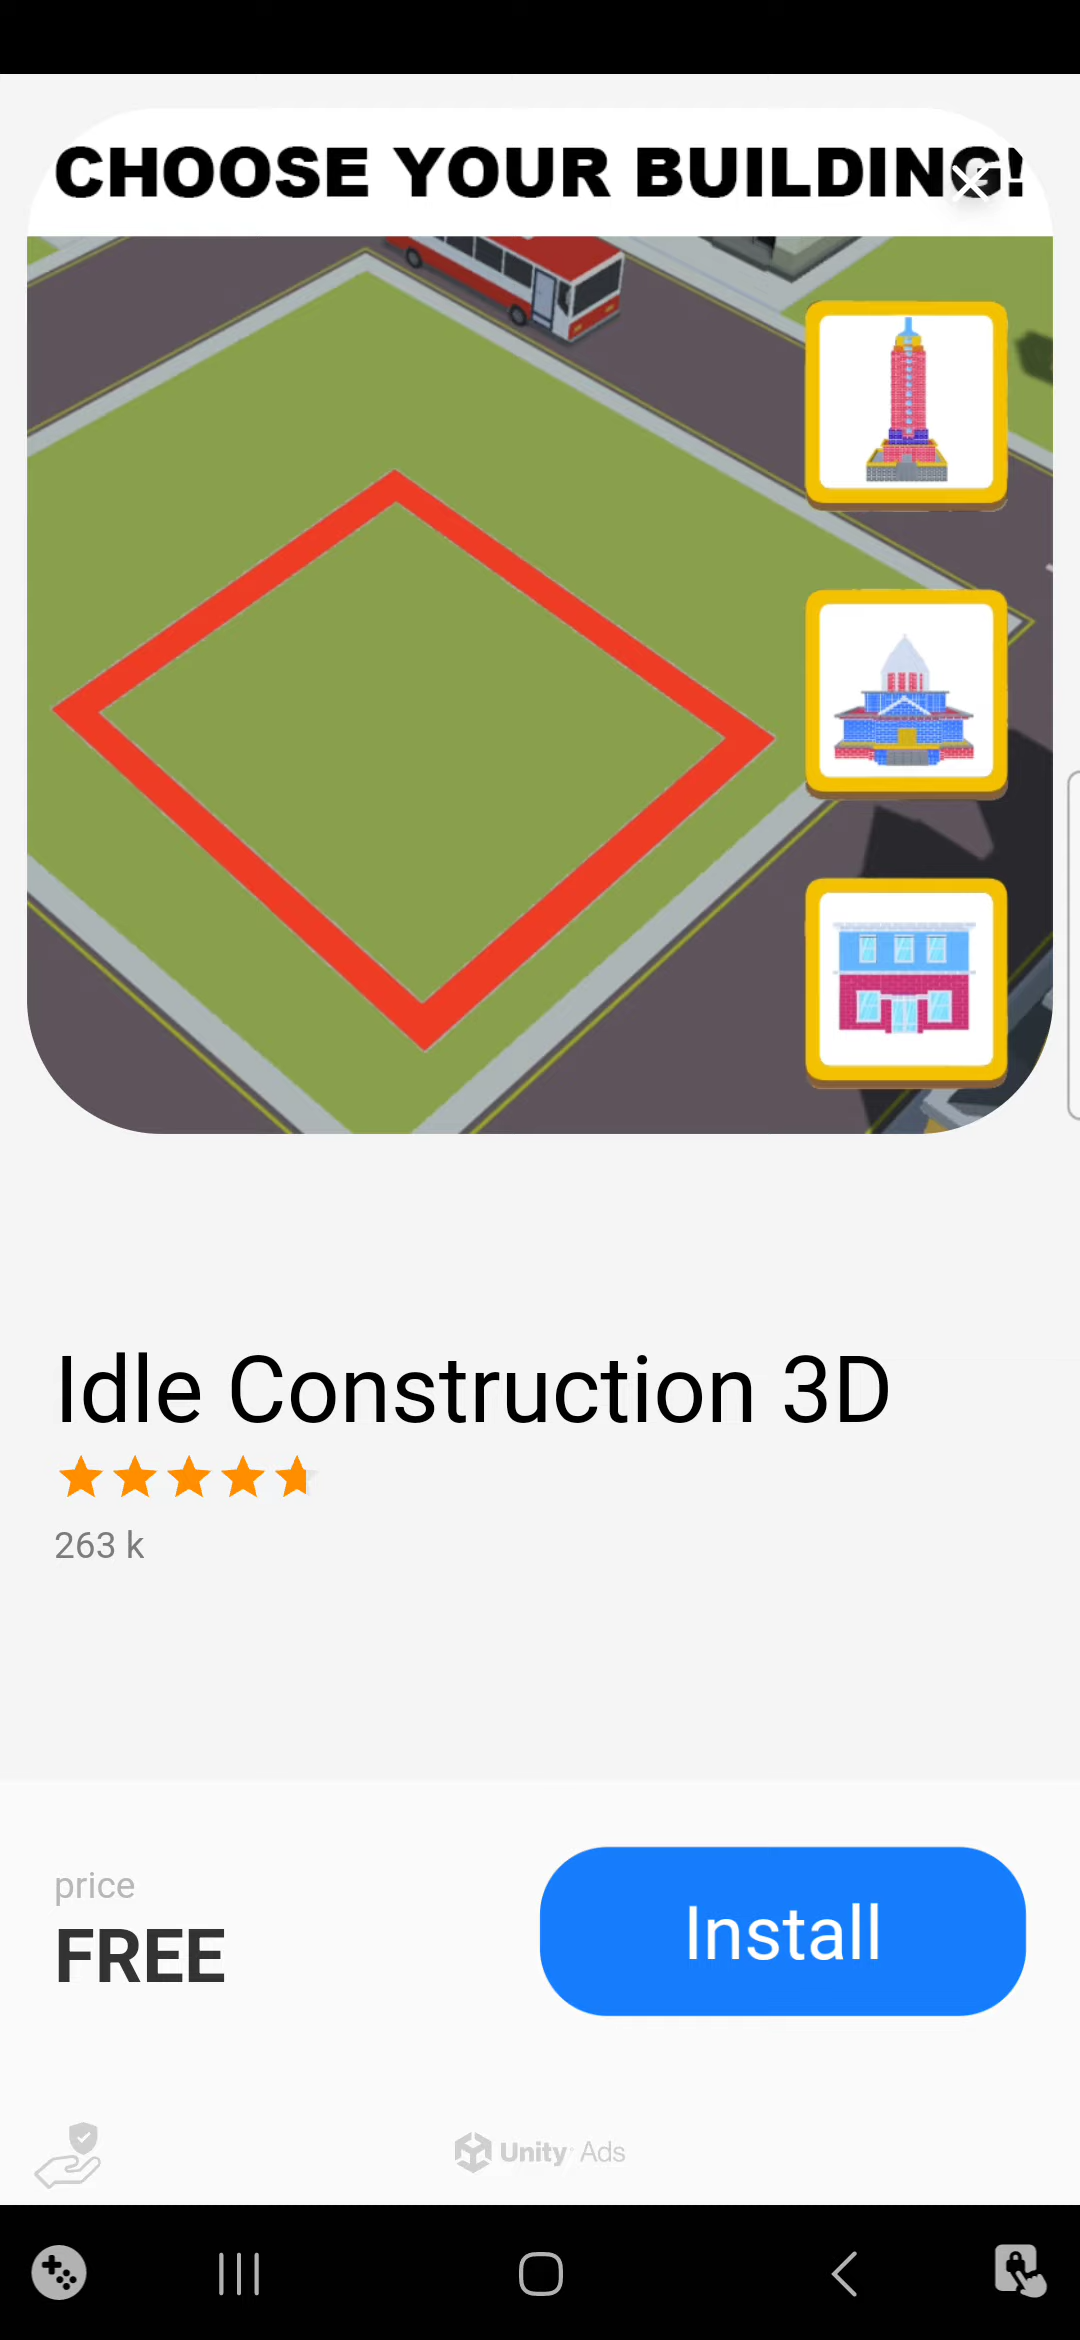 CHOOSE YOUR BUILDING!
Idle Construction 3D
263 k
price
FREE
Install
Unity Ads